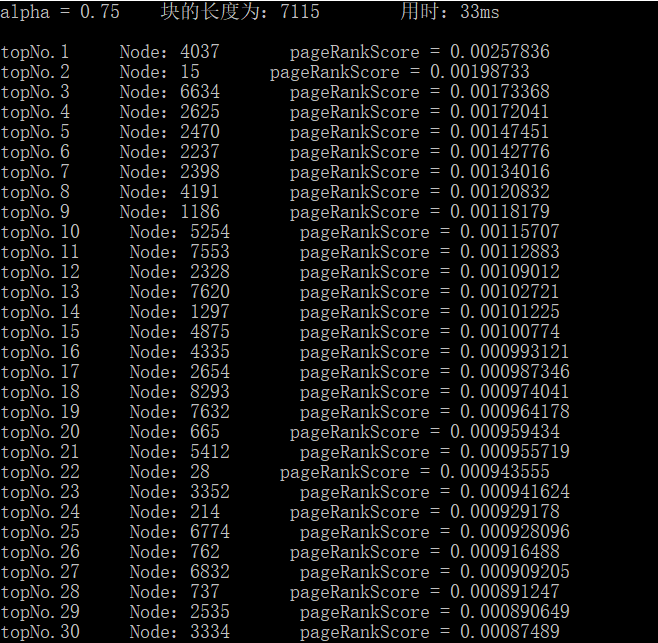 alpha = 0.75    块的长度为：7115        用时：33ms
topNo.1     Node：4037       pageRankScore = 0.00257836
topNo.2     Node：15       pageRankScore = 0.00198733
topNo.3     Node：6634       pageRankScore = 0.00173368
topNo.4     Node：2625       pageRankScore = 0.00172041
topNo.5     Node：2470       pageRankScore = 0.00147451
topNo.6     Node：2237       pageRankScore = 0.00142776
topNo.7     Node：2398       pageRankScore = 0.00134016
topNo.8     Node：4191       pageRankScore = 0.00120832
topNo.9     Node：1186       pageRankScore = 0.00118179
topNo.10      Node：5254       pageRankScore = 0.00115707
topNo.11      Node：7553       pageRankScore = 0.00112883
topNo.12      Node：2328       pageRankScore = 0.00109012
topNo.13      Node：7620       pageRankScore = 0.00102721
topNo.14      Node：1297       pageRankScore = 0.00101225
topNo.15      Node：4875       pageRankScore = 0.00100774
topNo.16      Node：4335       pageRankScore = 0.000993121
topNo.17      Node：2654       pageRankScore = 0.000987346
topNo.18      Node：8293       pageRankScore = 0.000974041
topNo.19      Node：7632       pageRankScore = 0.000964178
topNo.20      Node：665       pageRankScore = 0.000959434
topNo.21      Node：5412       pageRankScore = 0.000955719
topNo.22      Node：28       pageRankScore = 0.000943555
topNo.23      Node：3352       pageRankScore = 0.000941624
topNo.24      Node：214       pageRankScore = 0.000929178
topNo.25      Node：6774       pageRankScore = 0.000928096
topNo.26      Node：762       pageRankScore = 0.000916488
topNo.27      Node：6832       pageRankScore = 0.000909205
topNo.28      Node：737       pageRankScore = 0.000891247
topNo.29      Node：2535       pageRankScore = 0.000890649
topNo.30      Node：3334       pageRankScore = 0.00087489